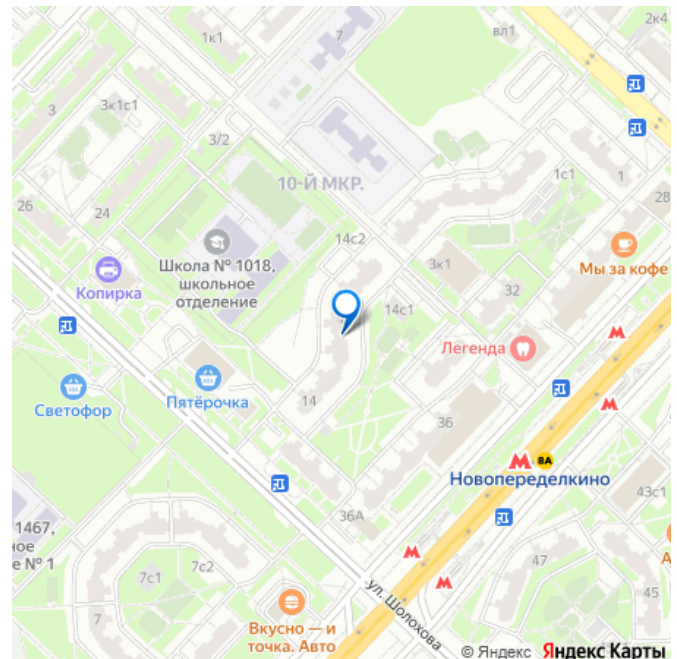 2к4
вл1
1к1
7
3к1с1
3
3/2
10-Й МКР.
1с1
1
26
24
28
14с2
Школа № 1018,
школьное
отделение
3к1
Мы за кофе
Копирка
32
14с1
Легенда
Светофор
Пятёрочка
14
36
М
М
М
8А
Новопеределкино
43с1
36А
1467,
ное
е № 1
7с1
7с2
М
М
47
45
А
7
ул. Шолохова
Вкусно — и
точка. Авто
© Яндекс Яндекс Карты